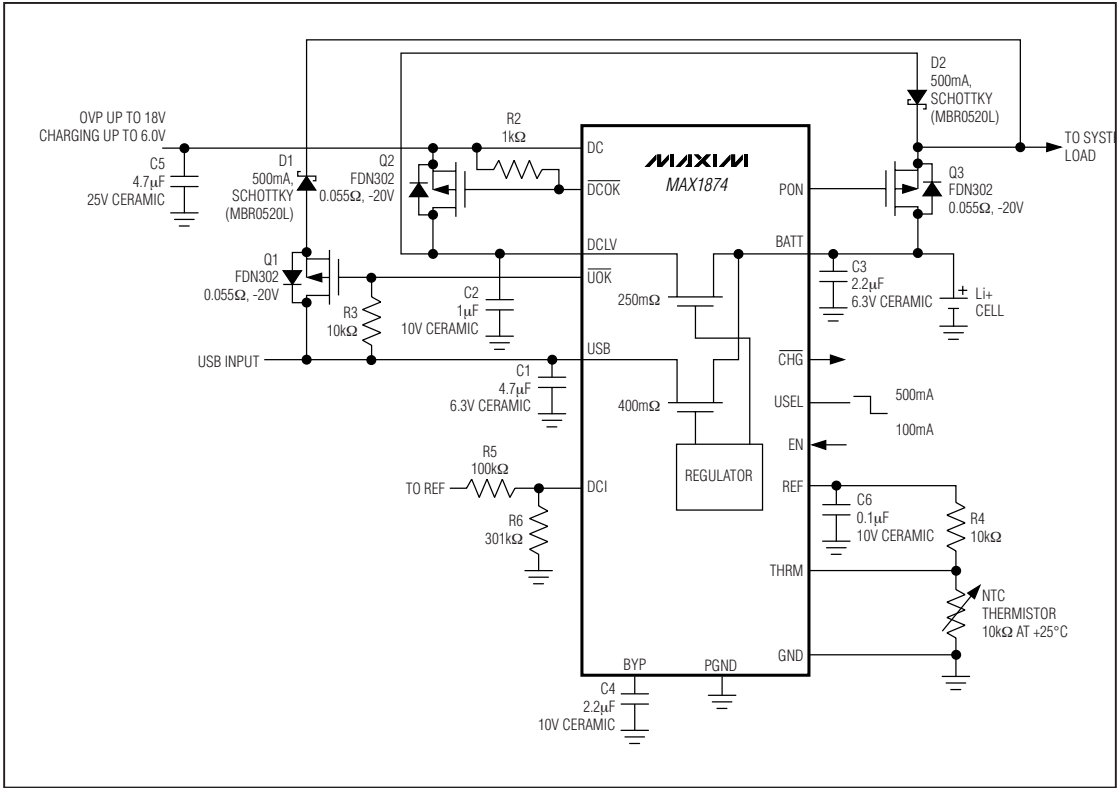 D2
500mA,
SCHOTTKY
(MBR0520L)
OVP UP TO 18V
CHARGING UP TO 6.0V
R2
1kΩ
DC
MAXIM
MAX1874
TO SYSTE
LOAD
C5
4.7µF
25V CERAMIC
D1
500mA,
SCHOTTKY
(MBR0520L)
Q2
FDN302
0.055Ω, -20V
DCOK
PON
Q3
FDN302
0.055Ω, -20V
DCLV
BATT
Q1
FDN302
0.055Ω, -20V
UOK
C2
1µF
10V CERAMIC
250mΩ
C3
2.2µF
6.3V CERAMIC
+
Li+
CELL
R3
10kΩ
USB INPUT
USB
CHG
C1
4.7µF
6.3V CERAMIC
400mΩ
USEL
500mA
100mA
EN
R5
100kΩ
TO REF
DCI
REGULATOR
REF
R6
301kΩ
C6
0.1µF
10V CERAMIC
R4
10kΩ
THRM
NTC
THERMISTOR
10kΩ AT +25°C
GND
BYP
PGND
C4
2.2µF
10V CERAMIC